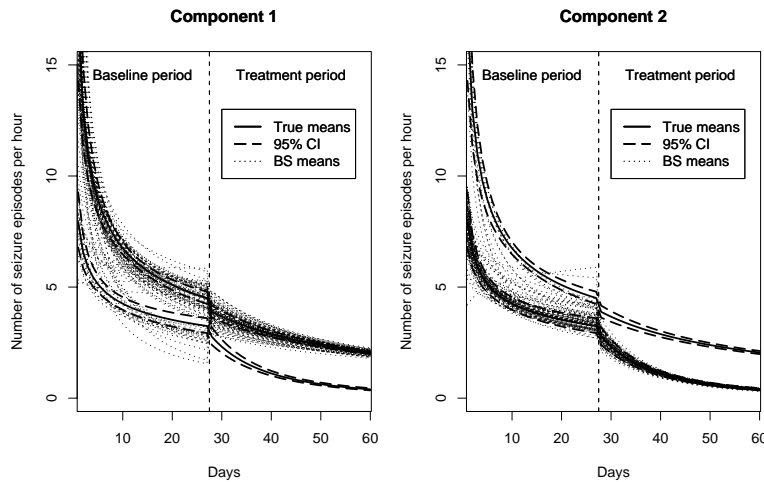 Component 1
Number of seizure episodes per hour
15
10
5
0
Baseline period
Treatment period
True means
95% CI
BS means
10 20 30 40 50 60
Days
Component 2
Number of seizure episodes per hour
15
10
5
0
Baseline period
Treatment period
True means
95% CI
BS means
10 20 30 40 50 60
Days